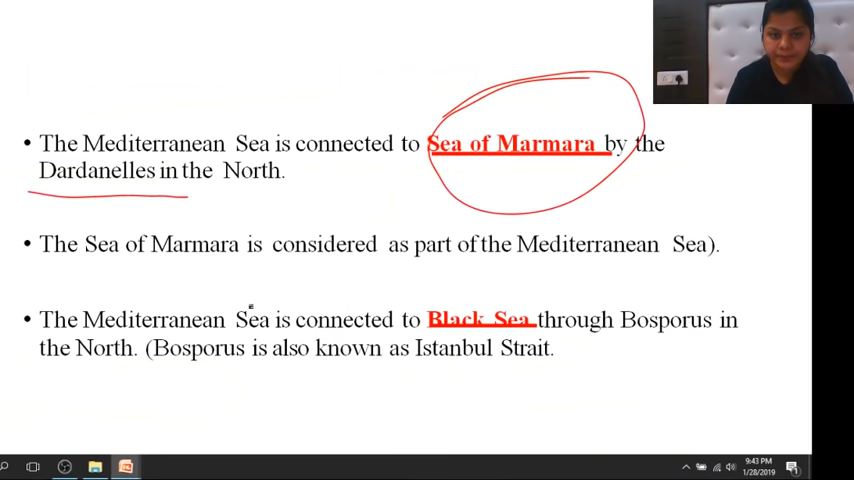 • The Mediterranean Sea is connected to Sea of Marmara by the
Dardanelles in the North.
• The Sea of Marmara is considered as part of the Mediterranean Sea).
• The Mediterranean Sea is connected to Black Sea through Bosporus in
the North. (Bosporus is also known as Istanbul Strait.
9:43 PM
1/28/2019